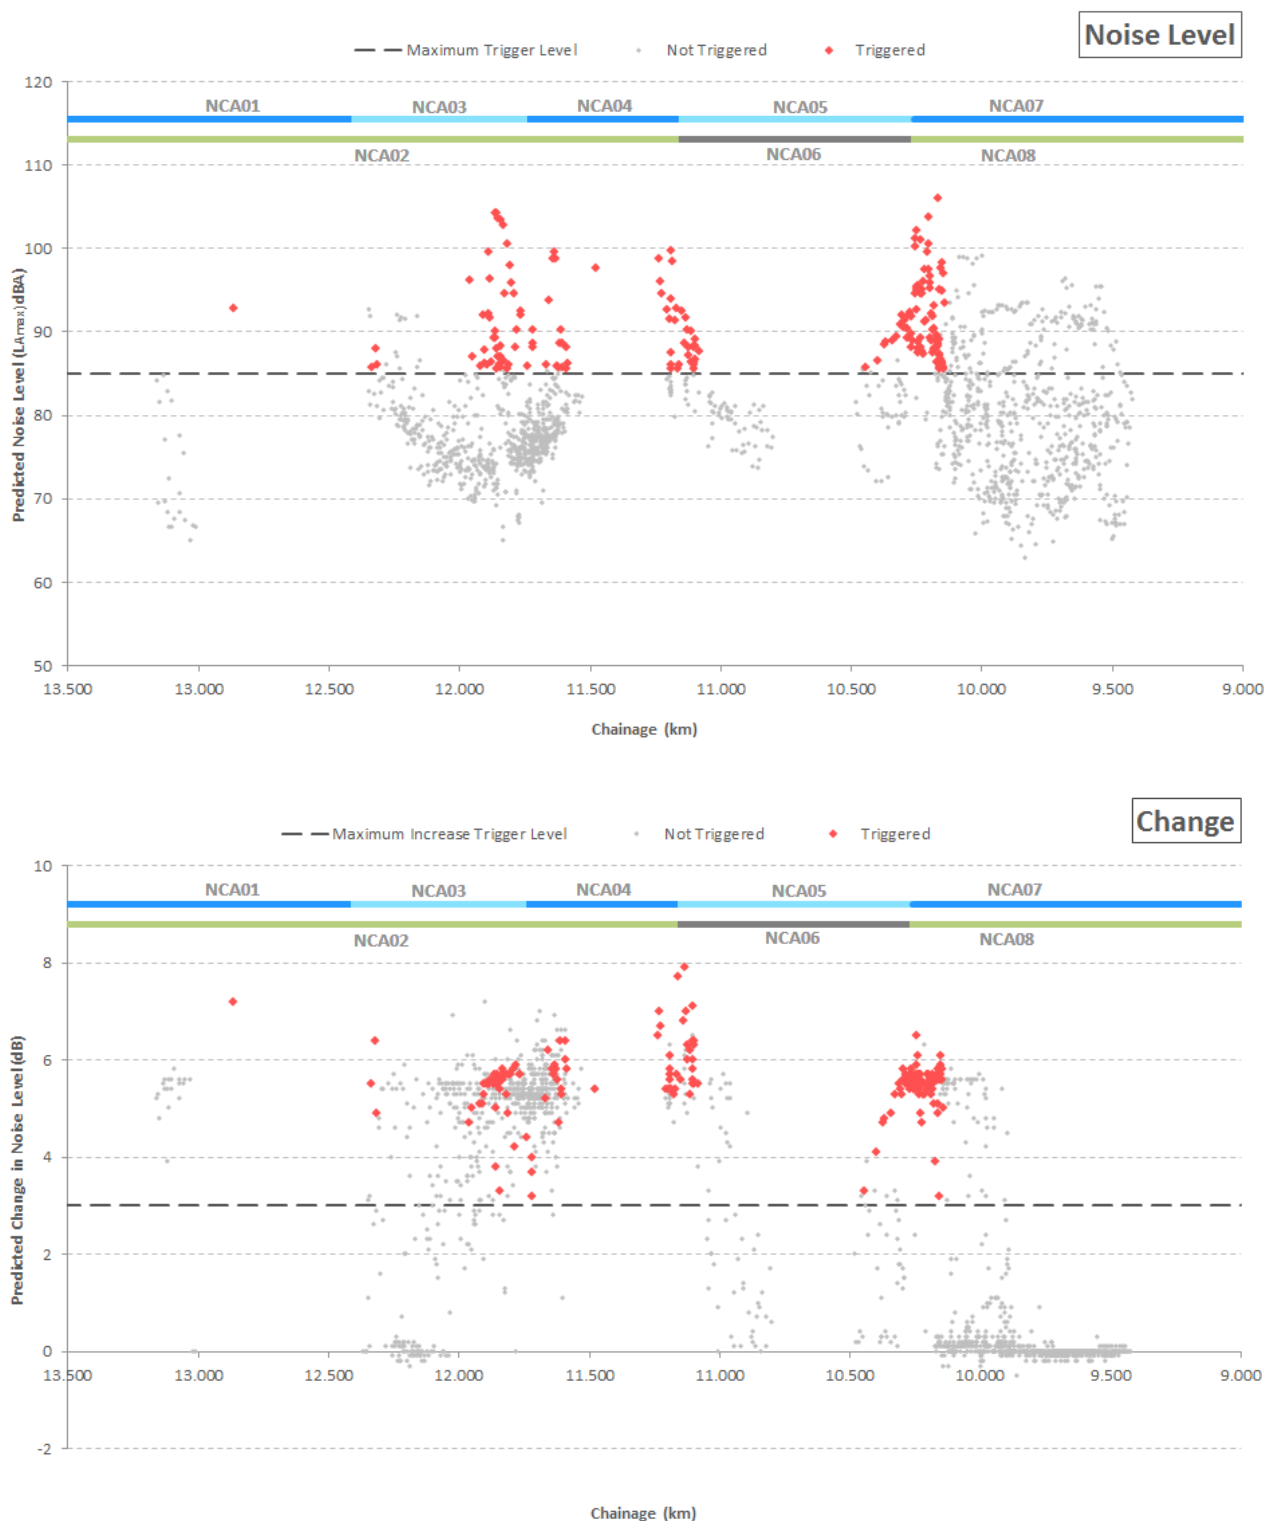 Noise Level
Maximum Trigger Level Not Triggered Triggered
120
NCA01 NCA03 NCA04 NCA05 NCA07
NCA02 NCA06 NCA08
110
100
90
80
70
60
50
Predicted Noise Level (LAmax)dBA)
13.500 13.000 12.500 12.000 11.500 11.000 10.500 10.000 9.500 9.000
Chainage (km)
Change
Maximum Increase Trigger Level Not Triggered Triggered
10
NCA01 NCA03 NCA04 NCA05 NCA07
NCA02 NCA06 NCA08
8
6
4
2
0
Predicted Change in Noise Level (dB)
13.500 13.000 12.500 12.000 11.500 11.000 10.500 10.000 9.500 9.000
-2
Chainage (km)